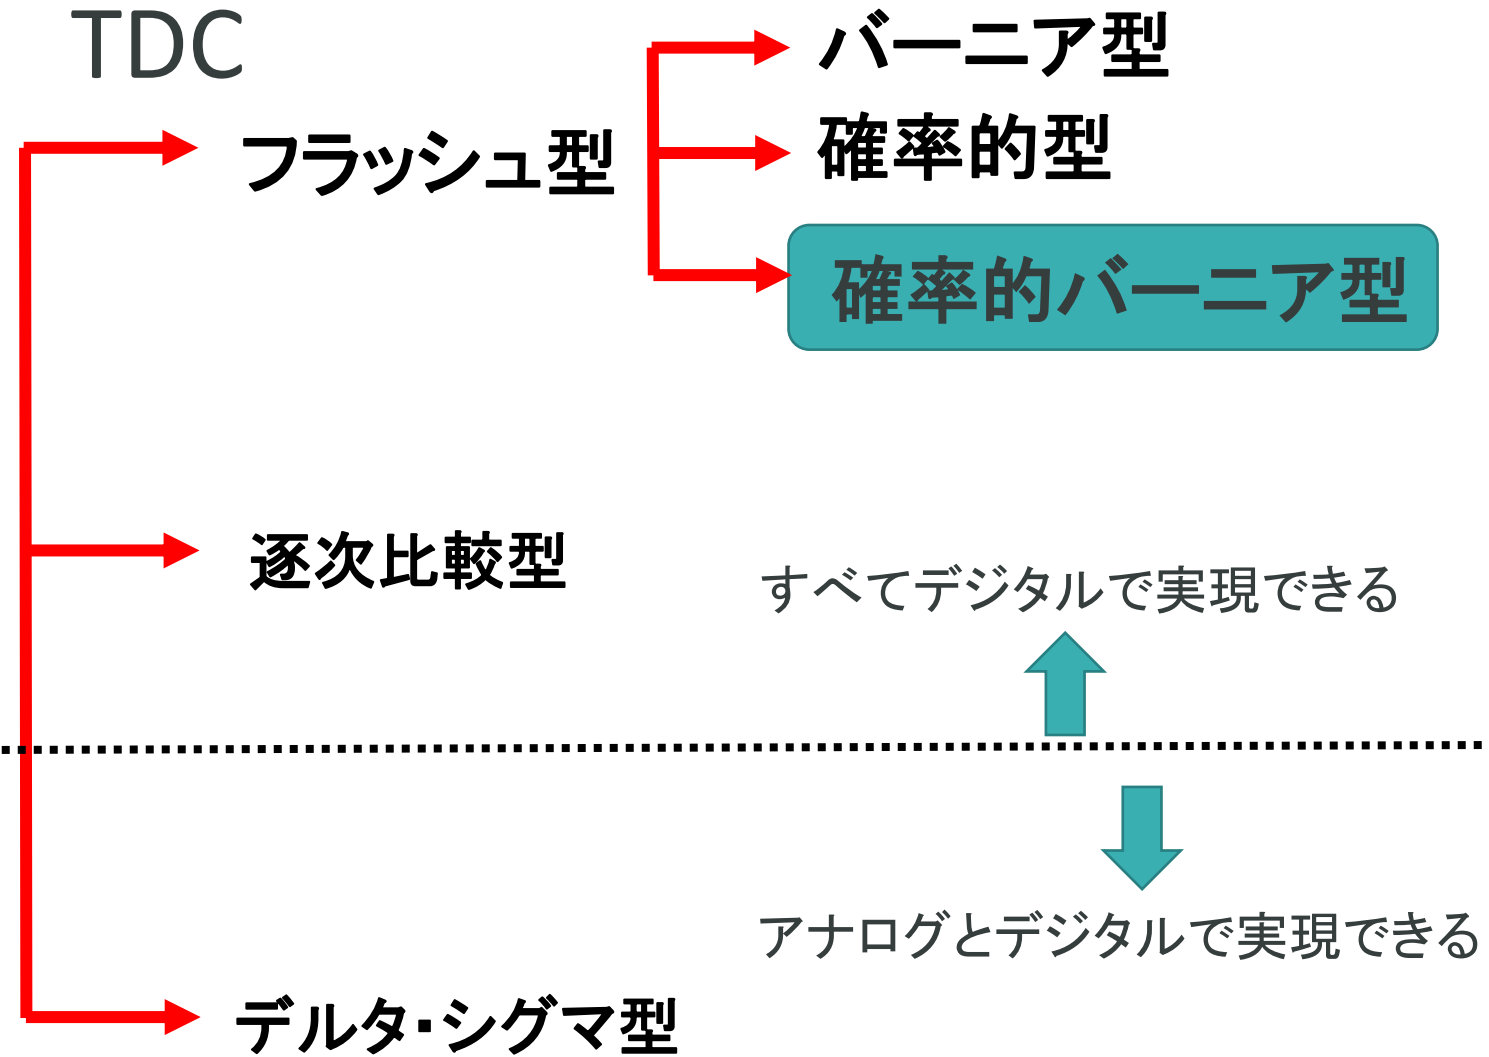 TDC
フラッシュ型
バーニア型
確率的型
確率的バーニア型
逐次比較型
すべてデジタルで実現できる
アナログとデジタルで実現できる
デルタ・シグマ型